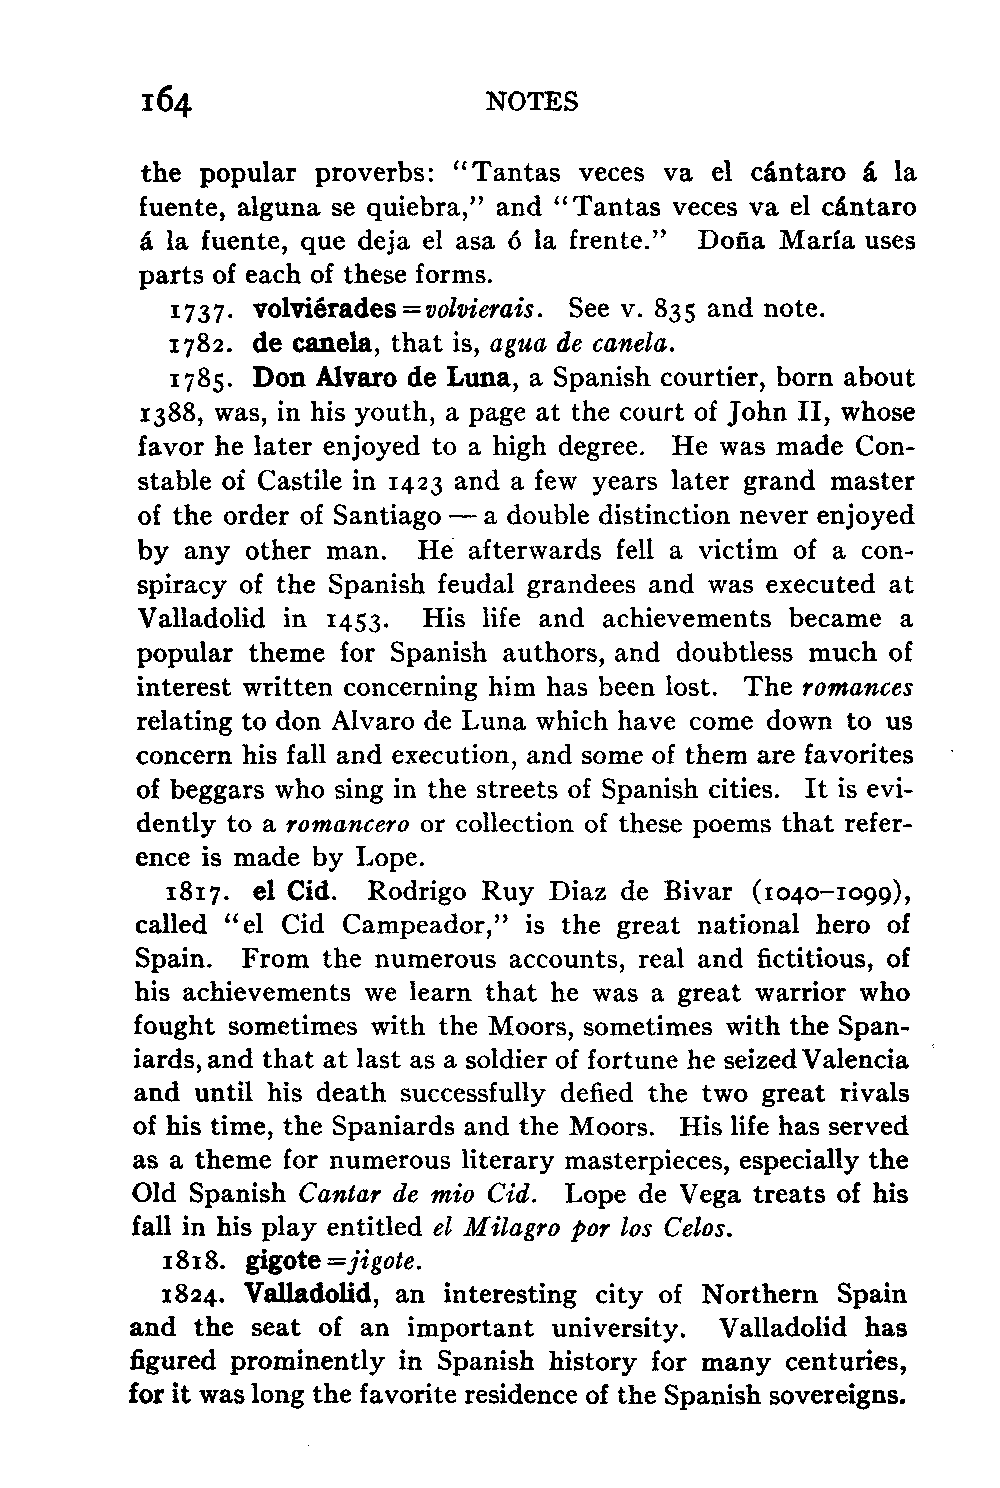 164 NOTES
the popular proverbs: “Tantas veces va el cántaro á la
fuente, alguna se quiebra,” and “Tantas veces va el cántaro
á la fuente, que deja el asa ó la frente.” Doña María uses
parts of each of these forms.
1737. volviérades=volvierais. See v. 835 and note.
1782. de canela, that is, agua de canela.
1785. Don Alvaro de Luna, a Spanish courtier, born about
1388, was, in his youth, a page at the court of John II, whose
favor he later enjoyed to a high degree. He was made Con-
stable of Castile in 1423 and a few years later grand master
of the order of Santiago — a double distinction never enjoyed
by any other man. He afterwards fell a victim of a con-
spiracy of the Spanish feudal grandees and was executed at
Valladolid in 1453. His life and achievements became a
popular theme for Spanish authors, and doubtless much of
interest written concerning him has been lost. The romances
relating to don Alvaro de Luna which have come down to us
concern his fall and execution, and some of them are favorites
of beggars who sing in the streets of Spanish cities. It is evi-
dently to a romancero or collection of these poems that refer-
ence is made by Lope.
1817. el Cid. Rodrigo Ruy Diaz de Bivar (1040–1099),
called “el Cid Campeador,” is the great national hero of
Spain. From the numerous accounts, real and fictitious, of
his achievements we learn that he was a great warrior who
fought sometimes with the Moors, sometimes with the Span-
iards, and that at last as a soldier of fortune he seized Valencia
and until his death successfully defied the two great rivals
of his time, the Spaniards and the Moors. His life has served
as a theme for numerous literary masterpieces, especially the
Old Spanish Cantar de mio Cid. Lope de Vega treats of his
fall in his play entitled el Milagro por los Celos.
1818. gigote=jigote.
1824. Valladolid, an interesting city of Northern Spain
and the seat of an important university. Valladolid has
figured prominently in Spanish history for many centuries,
for it was long the favorite residence of the Spanish sovereigns.